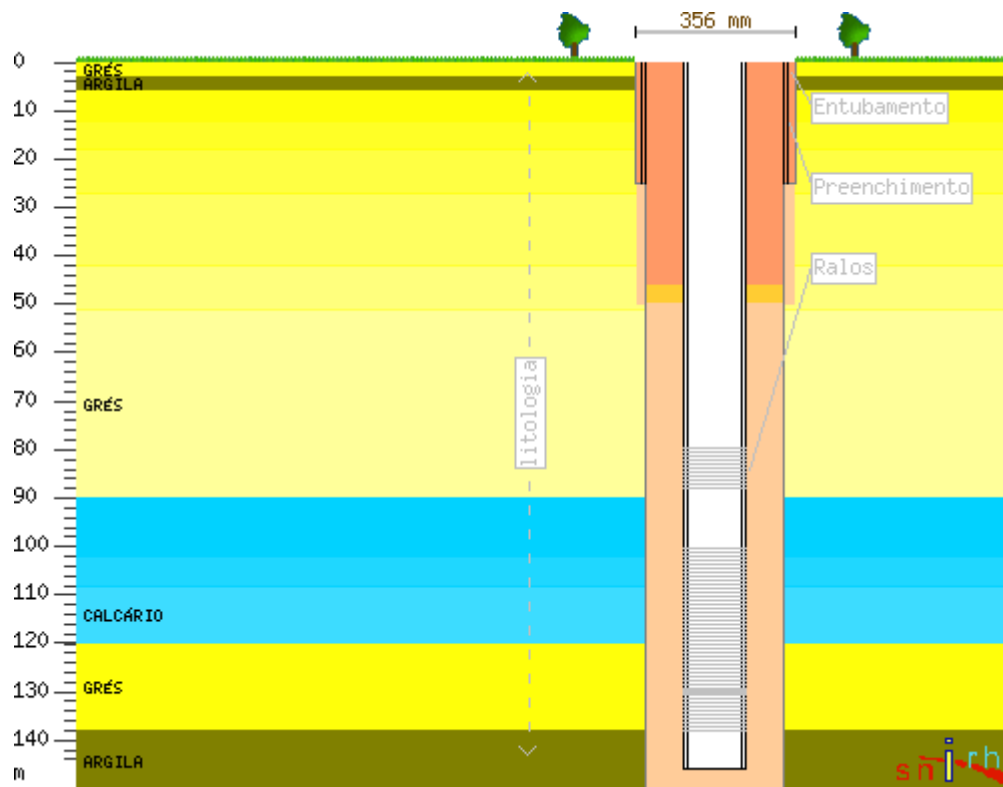 356 mm
0
GRÉS
ARGILA
10
Entubamento
20
Preenchimento
30
40
Ralos
50
60
litologia
70
GRÉS
80
90
100
110
CALCÁRIO
120
130
GRÉS
140
ARGILA
m
snirh